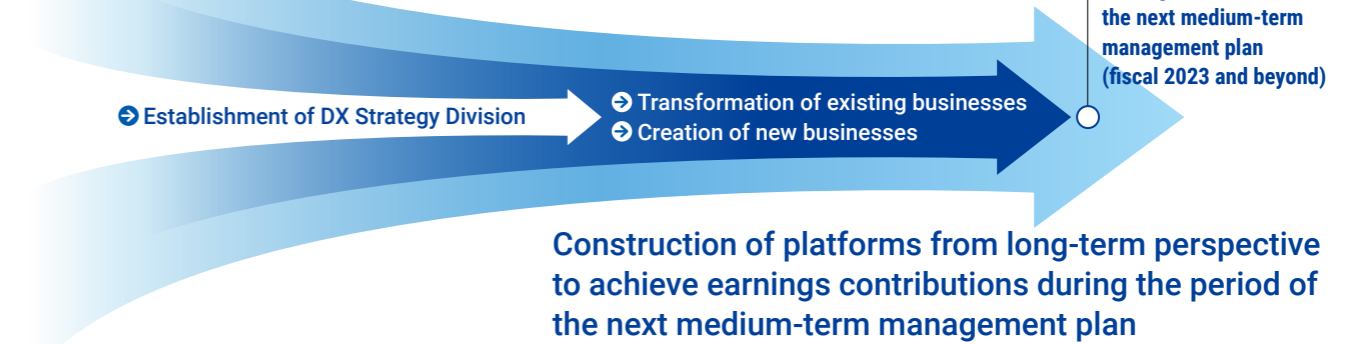 the next medium-term
management plan
(fiscal 2023 and beyond)
Establishment of DX Strategy Division
Transformation of existing businesses
Creation of new businesses
Construction of platforms from long-term perspective
to achieve earnings contributions during the period of
the next medium-term management plan